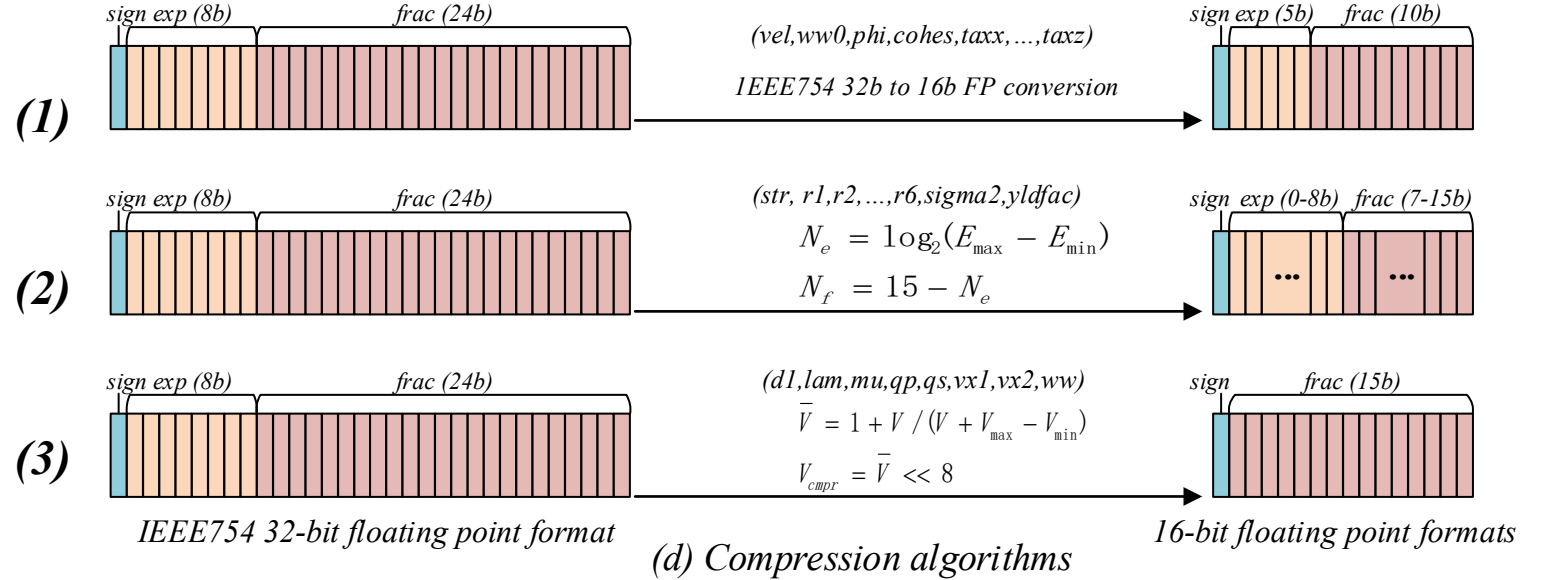 sign exp (8b) frac (24b) (vel,ww0,phi,cohes,taxx,...,taxz) sign exp (5b) frac (10b)
(1) IEEE754 32b to 16b FP conversion
sign exp (8b) frac (24b) (str, r1,r2,...,r6,sigma2,yldfac) sign exp (0-8b) frac (7-15b)
N_e = log_2(E_max − E_min)
(2) N_f = 15 − N_e ... ...
sign exp (8b) frac (24b) (d1,lam,mu,qp,qs,vx1,vx2,ww) sign frac (15b)
V̅ = 1 + V / (V + V_max − V_min)
(3) V_cmpr = V̅ << 8
IEEE754 32-bit floating point format 16-bit floating point formats
(d) Compression algorithms